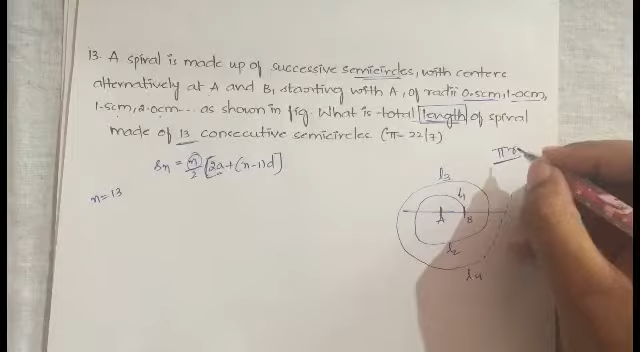 13. A spiral is made up of successive semicircles, with centers
alternatively at A and B, starting with A, of radii 0.5cm, 1.0cm,
1.5cm, 2.0cm... as shown in fig. What is total length of spiral
made of 13 consecutive semicircles. (π = 22/7)
Sn = n/2 [2a+(n-1)d]
n = 13
πr
l3
l1
A B
l2
l4